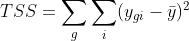 TSS = \sum_{g} \sum_{i} (y_{gi} - \bar{y})^2